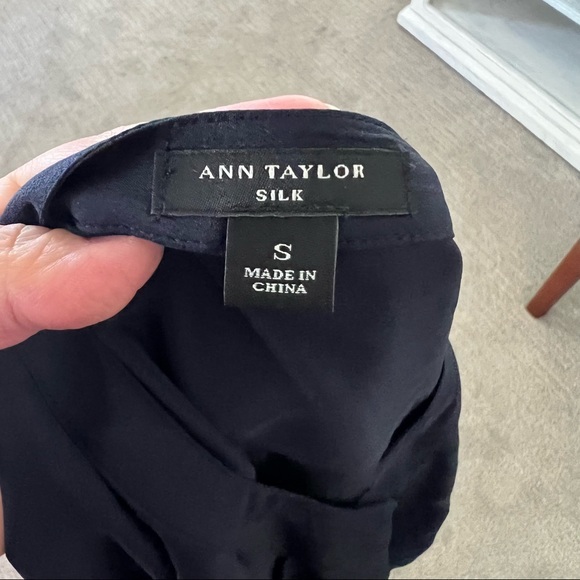 ANN TAYLOR
SILK
S
MADE IN
CHINA